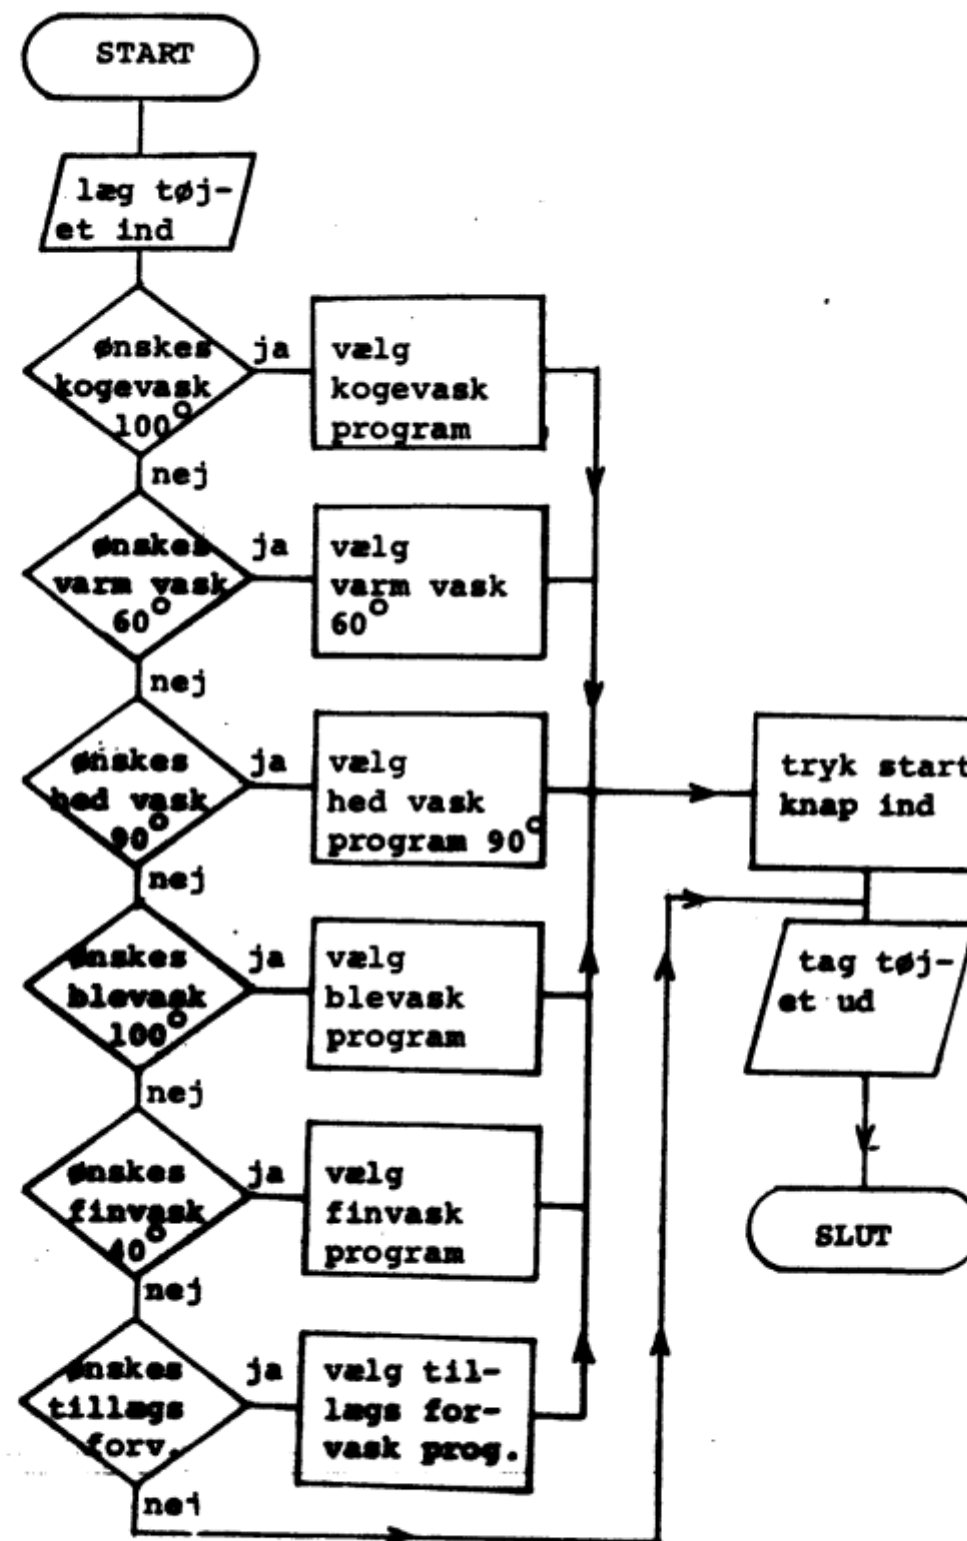 START
læg tøj-
et ind
ønskes
kogevask
100°
ja
vælg
kogevask
program
nej
ønskes
varm vask
60°
ja
vælg
varm vask
60°
nej
ønskes
hed vask
90°
ja
vælg
hed vask
program 90°
nej
ønskes
blevask
100°
ja
vælg
blevask
program
nej
ønskes
finvask
40°
ja
vælg
finvask
program
nej
ønskes
tillægs
forv.
ja
vælg til-
lægs for-
vask prog.
nej
tryk start
knap ind
tag tøj-
et ud
SLUT